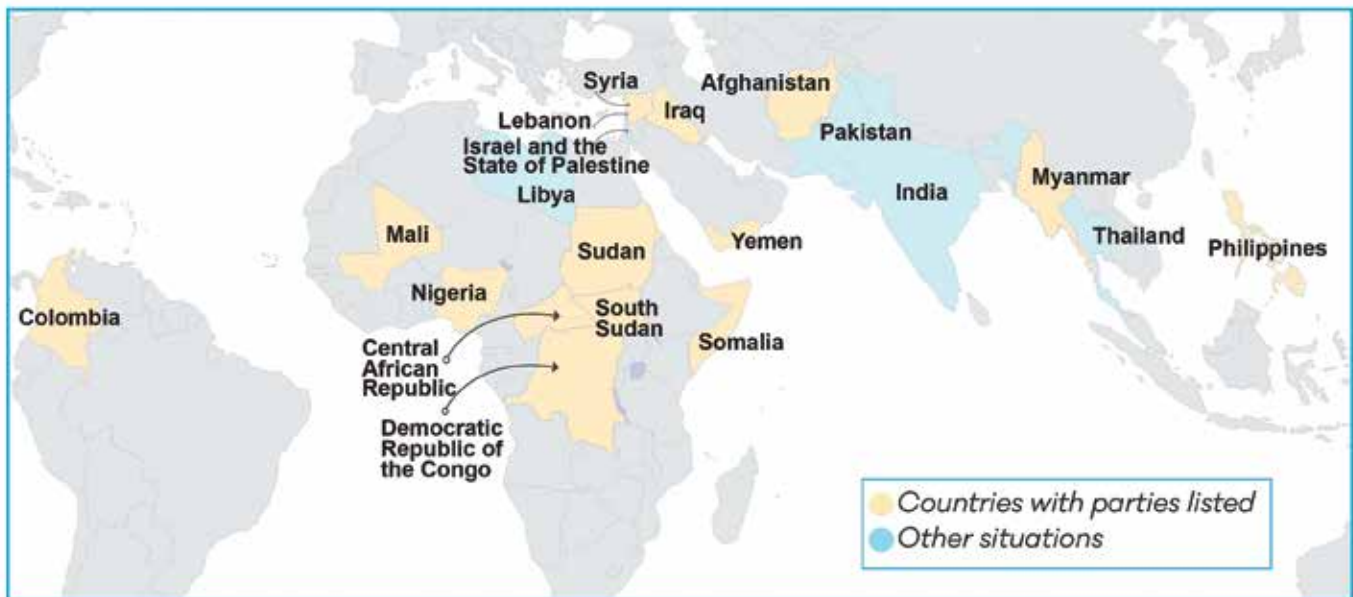 Syria
Afghanistan
Iraq
Lebanon
Israel and the
State of Palestine
Pakistan
Libya
India
Myanmar
Mali
Sudan
Yemen
Thailand
Philippines
Nigeria
South
Sudan
Colombia
Somalia
Central
African
Republic
Democratic
Republic of
the Congo
Countries with parties listed
Other situations